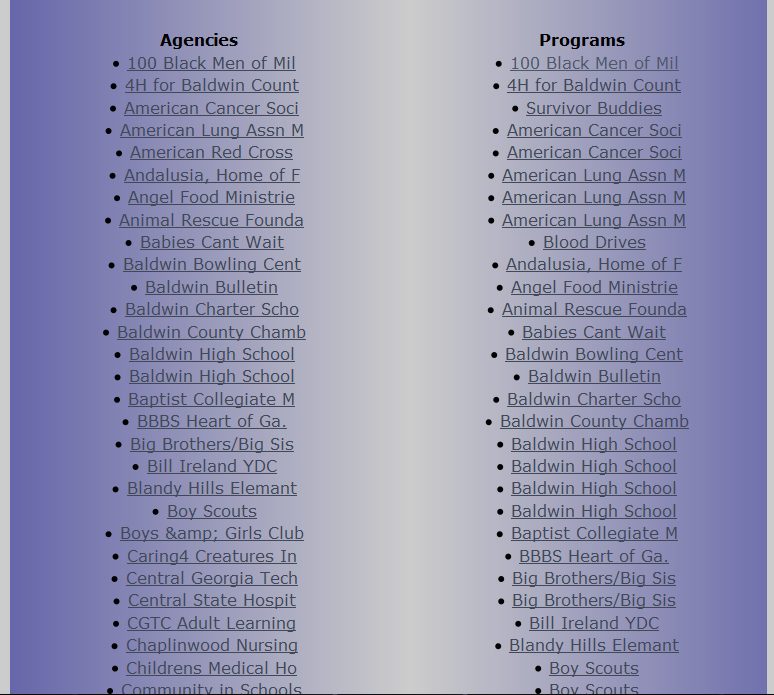 Agencies
100 Black Men of Mil
4H for Baldwin Count
American Cancer Soci
American Lung Assn M
American Red Cross
Andalusia, Home of F
Angel Food Ministrie
Animal Rescue Founda
Babies Cant Wait
Baldwin Bowling Cent
Baldwin Bulletin
Baldwin Charter Scho
Baldwin County Chamb
Baldwin High School
Baldwin High School
Baptist Collegiate M
BBBS Heart of Ga.
Big Brothers/Big Sis
Bill Ireland YDC
Blandy Hills Elemant
Boy Scouts
Boys &amp; Girls Club
Caring4 Creatures In
Central Georgia Tech
Central State Hospit
CGTC Adult Learning
Chaplinwood Nursing
Childrens Medical Ho
Community in Schools
Programs
100 Black Men of Mil
4H for Baldwin Count
Survivor Buddies
American Cancer Soci
American Cancer Soci
American Lung Assn M
American Lung Assn M
American Lung Assn M
Blood Drives
Andalusia, Home of F
Angel Food Ministrie
Animal Rescue Founda
Babies Cant Wait
Baldwin Bowling Cent
Baldwin Bulletin
Baldwin Charter Scho
Baldwin County Chamb
Baldwin High School
Baldwin High School
Baldwin High School
Baldwin High School
Baptist Collegiate M
BBBS Heart of Ga.
Big Brothers/Big Sis
Big Brothers/Big Sis
Bill Ireland YDC
Blandy Hills Elemant
Boy Scouts
Boy Scouts